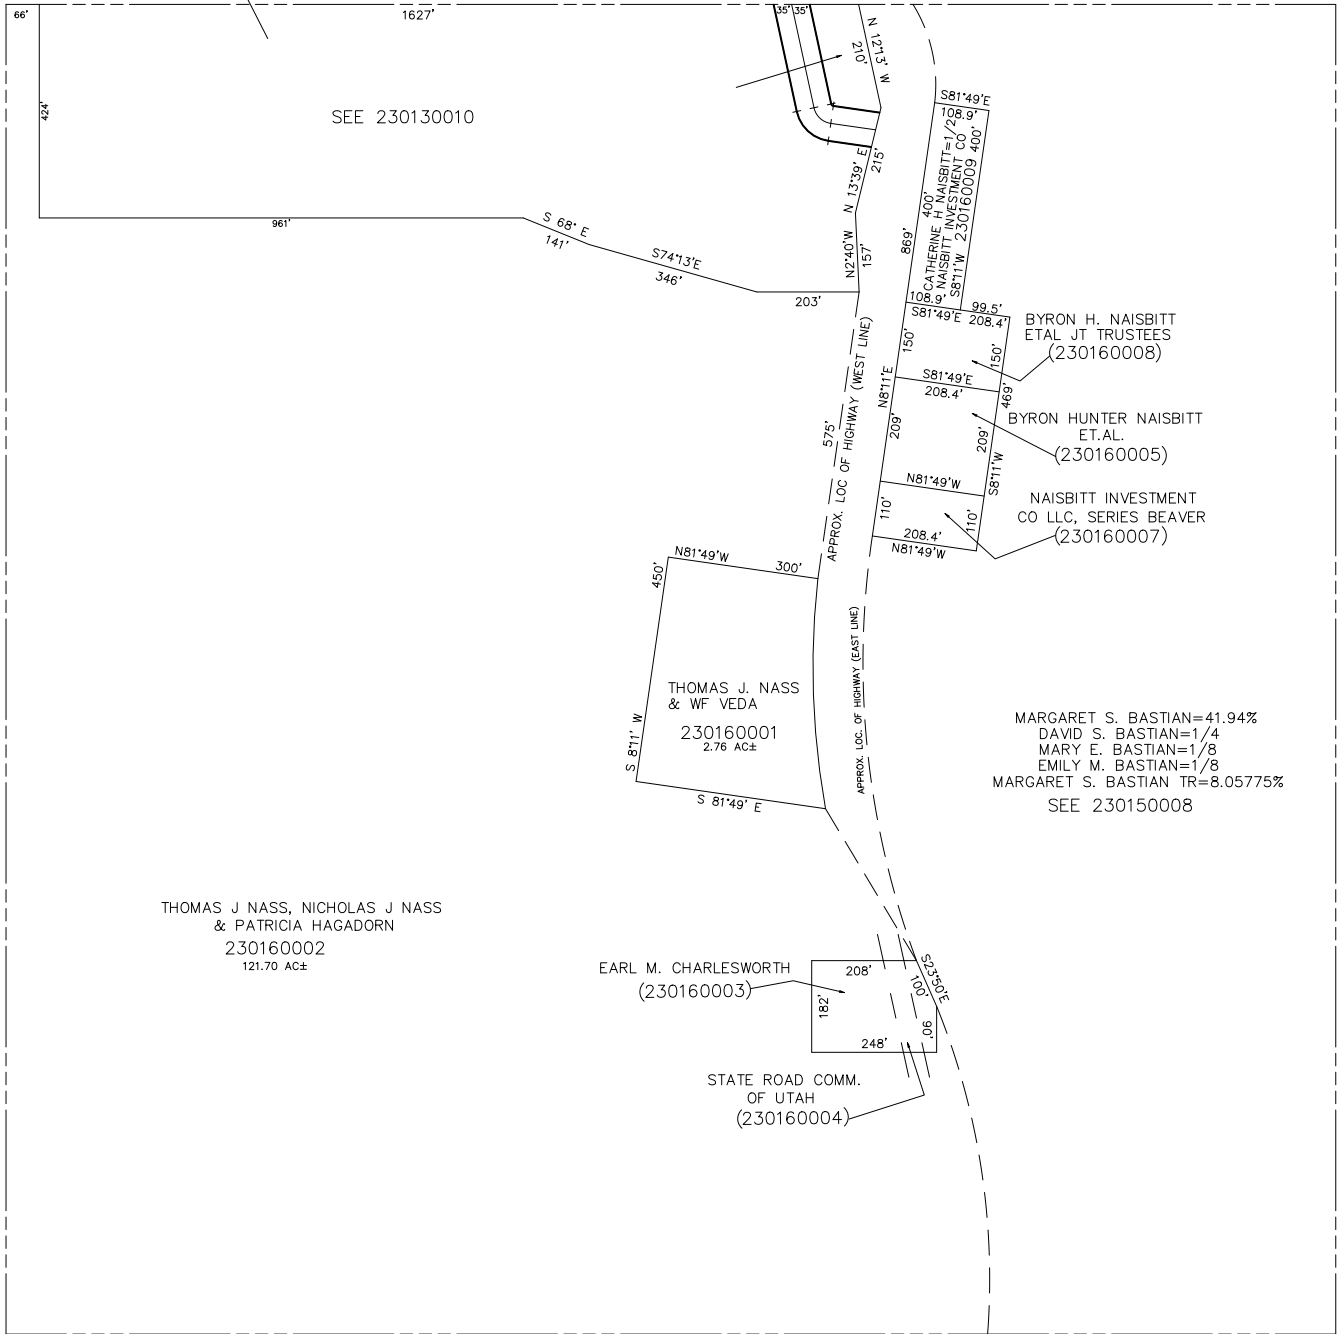 66'
1627'
35' 35'
N 12°13' W
210'
424'
SEE 230130010
S81°49'E
108.9'
CATHERINE H NAISBITT=1/2
NAISBITT INVESTMENT CO
230160009
400'
400'
S8°11'W
869'
N 13°39' E
215'
961'
S 68° E
141'
S74°13'E
346'
203'
N2°40'W
157'
108.9'
99.5'
S81°49'E
208.4'
BYRON H. NAISBITT
ETAL JT TRUSTEES
(230160008)
150'
150'
S81°49'E
208.4'
469'
N8°11'E
575'
APPROX. LOC OF HIGHWAY (WEST LINE)
BYRON HUNTER NAISBITT
ET.AL.
(230160005)
209'
209'
S8°11'W
N81°49'W
NAISBITT INVESTMENT
CO LLC, SERIES BEAVER
(230160007)
110'
110'
208.4'
N81°49'W
N81°49'W
300'
450'
APPROX. LOC. OF HIGHWAY (EAST LINE)
THOMAS J. NASS
& WF VEDA
230160001
2.76 AC±
S 8°11' W
S 81°49' E
MARGARET S. BASTIAN=41.94%
DAVID S. BASTIAN=1/4
MARY E. BASTIAN=1/8
EMILY M. BASTIAN=1/8
MARGARET S. BASTIAN TR=8.05775%
SEE 230150008
THOMAS J NASS, NICHOLAS J NASS
& PATRICIA HAGADORN
230160002
121.70 AC±
EARL M. CHARLESWORTH
(230160003)
208'
S23°50'E
100'
182'
90'
248'
STATE ROAD COMM.
OF UTAH
(230160004)